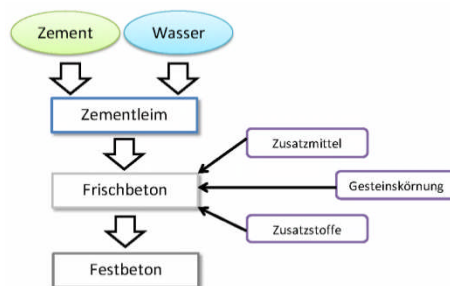 Zement
Wasser
Zementleim
Zusatzmittel
Frischbeton
Gesteinskörnung
Zusatzstoffe
Festbeton